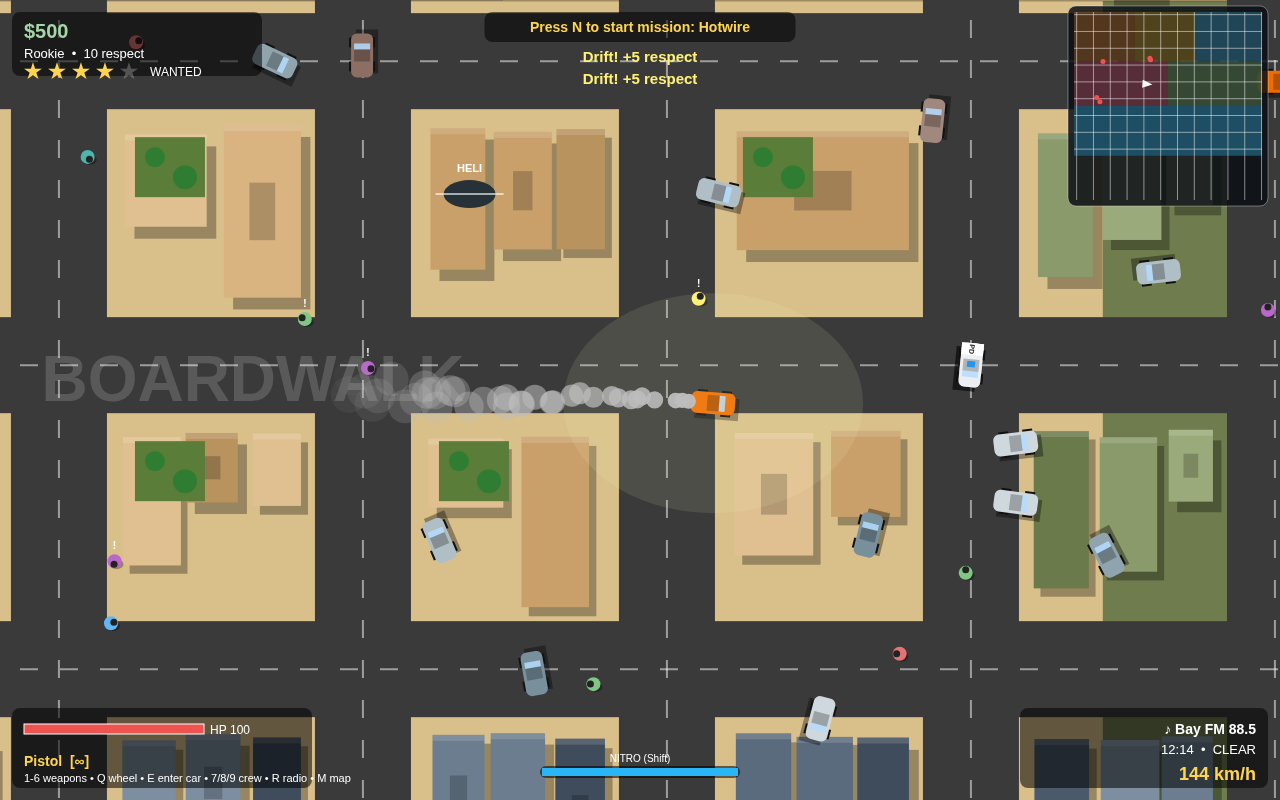 $500
Rookie • 10 respect
★★★★★ WANTED
Press N to start mission: Hotwire
Drift! +5 respect
Drift! +5 respect
HELI
!
!
!
PD
BOARDWALK
!
HP 100
Pistol [∞]
1-6 weapons • Q wheel • E enter car • 7/8/9 crew • R radio • M map
NITRO (Shift)
♪ Bay FM 88.5
12:14 • CLEAR
144 km/h